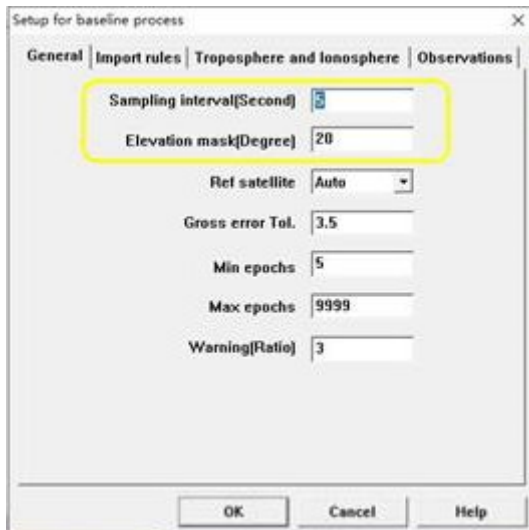 Setup for baseline process
General Import rules Troposphere and Ionosphere Observations
Sampling interval(Second) 5
Elevation mask(Degree) 20
Ref satellite Auto
Gross error Tol. 3.5
Min epochs 5
Max epochs 9999
Warning(Ratio) 3
OK Cancel Help